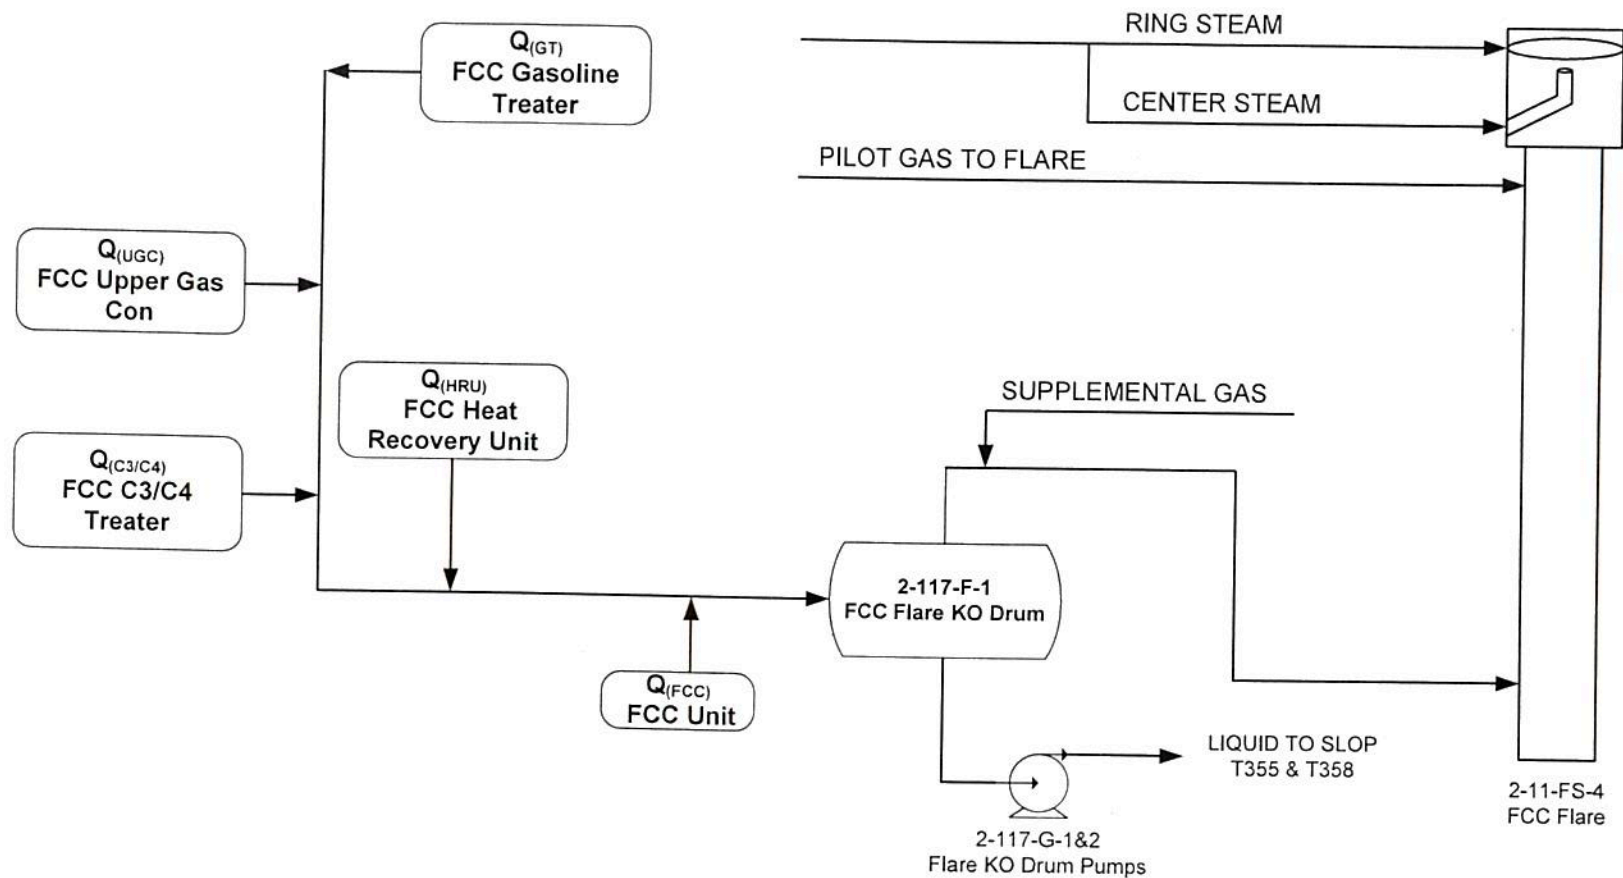 Q(GT)
FCC Gasoline
Treater
RING STEAM
CENTER STEAM
PILOT GAS TO FLARE
Q(UGC)
FCC Upper Gas
Con
Q(HRU)
FCC Heat
Recovery Unit
SUPPLEMENTAL GAS
Q(C3/C4)
FCC C3/C4
Treater
2-117-F-1
FCC Flare KO Drum
Q(FCC)
FCC Unit
LIQUID TO SLOP
T355 & T358
2-11-FS-4
FCC Flare
2-117-G-1&2
Flare KO Drum Pumps